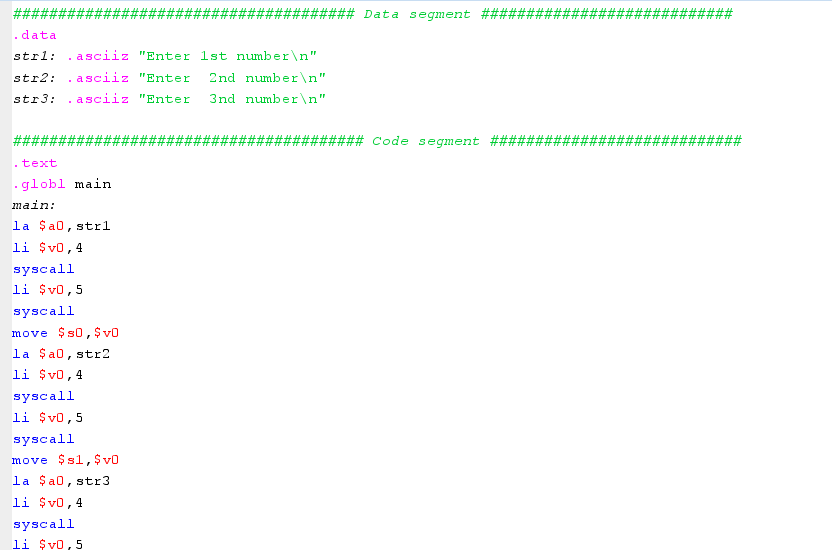 ###################################### Data segment ############################
.data
str1: .asciiz "Enter 1st number\n"
str2: .asciiz "Enter  2nd number\n"
str3: .asciiz "Enter  3nd number\n"
####################################### Code segment ############################
.text
.globl main
main:
la $a0,str1
li $v0,4
syscall
li $v0,5
syscall
move $s0,$v0
la $a0,str2
li $v0,4
syscall
li $v0,5
syscall
move $s1,$v0
la $a0,str3
li $v0,4
syscall
li $v0,5